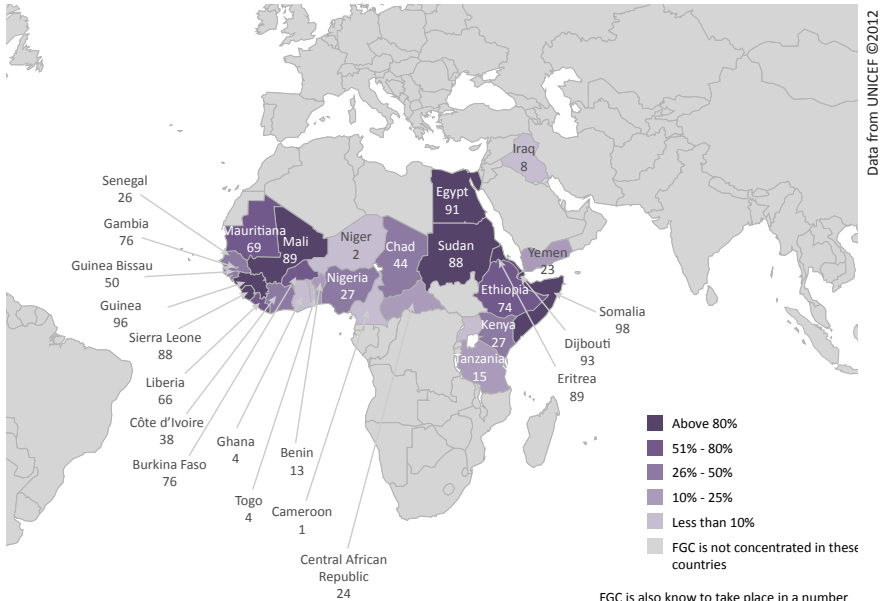 Data from UNICEF ©2012
Iraq
8
Egypt
91
Senegal
26
Gambia
76
Guinea Bissau
50
Guinea
96
Sierra Leone
88
Liberia
66
Côte d'Ivoire
38
Burkina Faso
76
Mauritiana
69
Mali
89
Niger
2
Chad
44
Sudan
88
Yemen
23
Nigeria
27
Ethiopia
74
Kenya
27
Tanzania
15
Somalia
98
Djibouti
93
Eritrea
89
Ghana
4
Benin
13
Togo
4
Cameroon
1
Central African
Republic
24
Above 80%
51% - 80%
26% - 50%
10% - 25%
Less than 10%
FGC is not concentrated in these
countries
FGC is also know to take place in a number